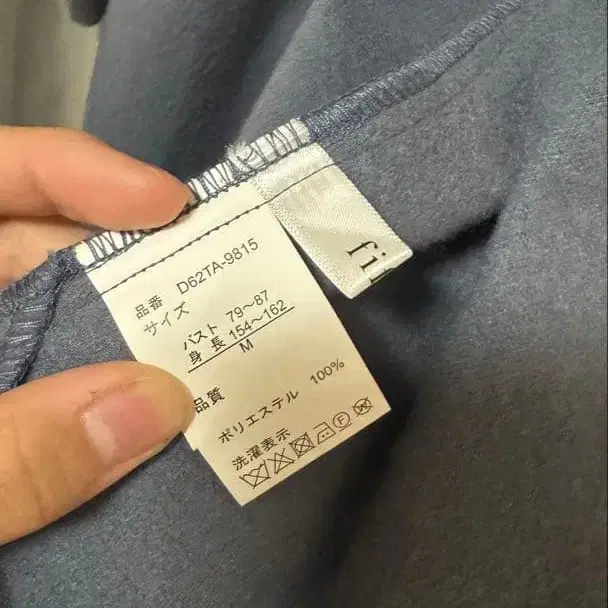 品番 D62TA-9815
サイズ
バスト 79～87
身長 154～162
M
品質
ポリエステル 100%
洗濯表示